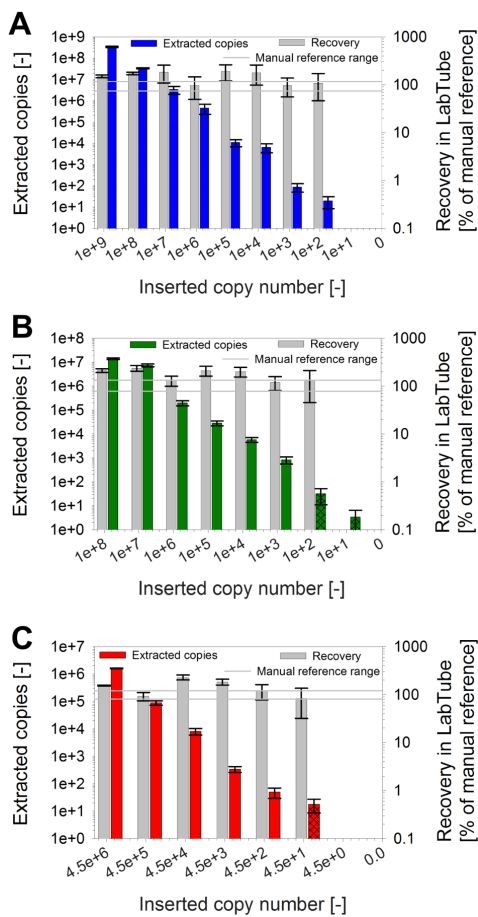 A
Extracted copies
Recovery
Manual reference range
1e+9
1e+8
1e+7
1e+6
1e+5
1e+4
1e+3
1e+2
1e+1
1e+0
1000
100
10
1
0.1
Extracted copies [-]
Recovery in LabTube
[% of manual reference]
1e+9 1e+8 1e+7 1e+6 1e+5 1e+4 1e+3 1e+2 1e+1 0
Inserted copy number [-]
B
Extracted copies
Recovery
Manual reference range
1e+8
1e+7
1e+6
1e+5
1e+4
1e+3
1e+2
1e+1
1e+0
1000
100
10
1
0.1
Extracted copies [-]
Recovery in LabTube
[% of manual reference]
1e+8 1e+7 1e+6 1e+5 1e+4 1e+3 1e+2 1e+1 0
Inserted copy number [-]
C
Extracted copies
Recovery
Manual reference range
1e+7
1e+6
1e+5
1e+4
1e+3
1e+2
1e+1
1e+0
1000
100
10
1
0.1
Extracted copies [-]
Recovery in LabTube
[% of manual reference]
4.5e+6 4.5e+5 4.5e+4 4.5e+3 4.5e+2 4.5e+1 4.5e+0 0.0
Inserted copy number [-]